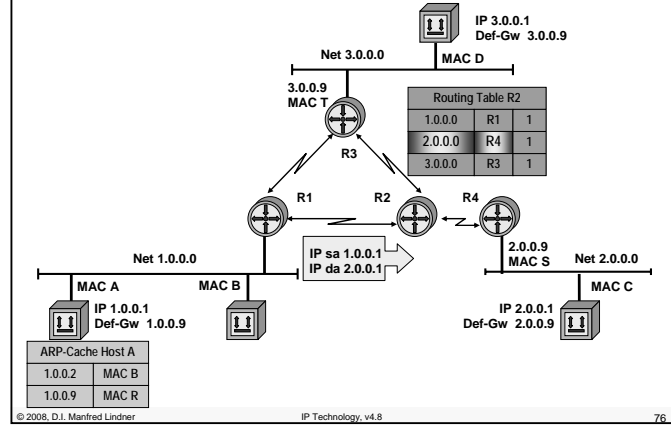 IP 3.0.0.1
Def-Gw 3.0.0.9
Net 3.0.0.0
MAC D
3.0.0.9
MAC T
Routing Table R2
1.0.0.0 R1 1
2.0.0.0 R4 1
3.0.0.0 R3 1
R3
R1
R2
R4
IP sa 1.0.0.1
IP da 2.0.0.1
2.0.0.9
MAC S
Net 1.0.0.0
Net 2.0.0.0
MAC A
MAC B
MAC C
IP 1.0.0.1
Def-Gw 1.0.0.9
IP 2.0.0.1
Def-Gw 2.0.0.9
ARP-Cache Host A
1.0.0.2 MAC B
1.0.0.9 MAC R
© 2008, D.I. Manfred Lindner
IP Technology, v4.8
76